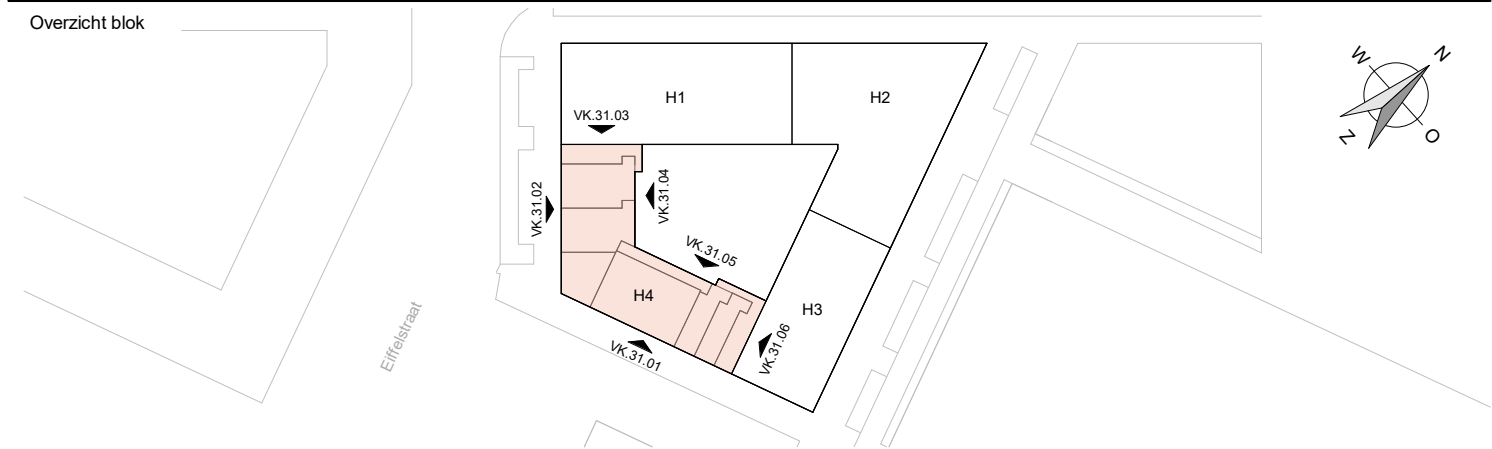 Overzicht blok
W
N
Z
O
H1
H2
VK.31.03
VK.31.02
VK.31.04
VK.31.05
H4
H3
VK.31.01
VK.31.06
Eiffelstraat